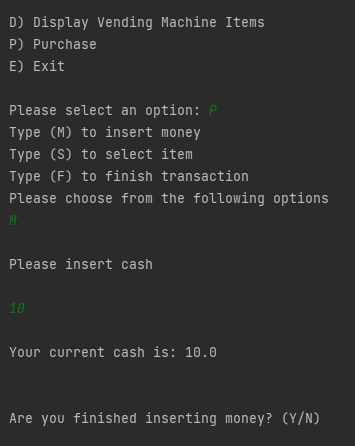 D) Display Vending Machine Items
P) Purchase
E) Exit
Please select an option: P
Type (M) to insert money
Type (S) to select item
Type (F) to finish transaction
Please choose from the following options
M
Please insert cash
10
Your current cash is: 10.0
Are you finished inserting money? (Y/N)